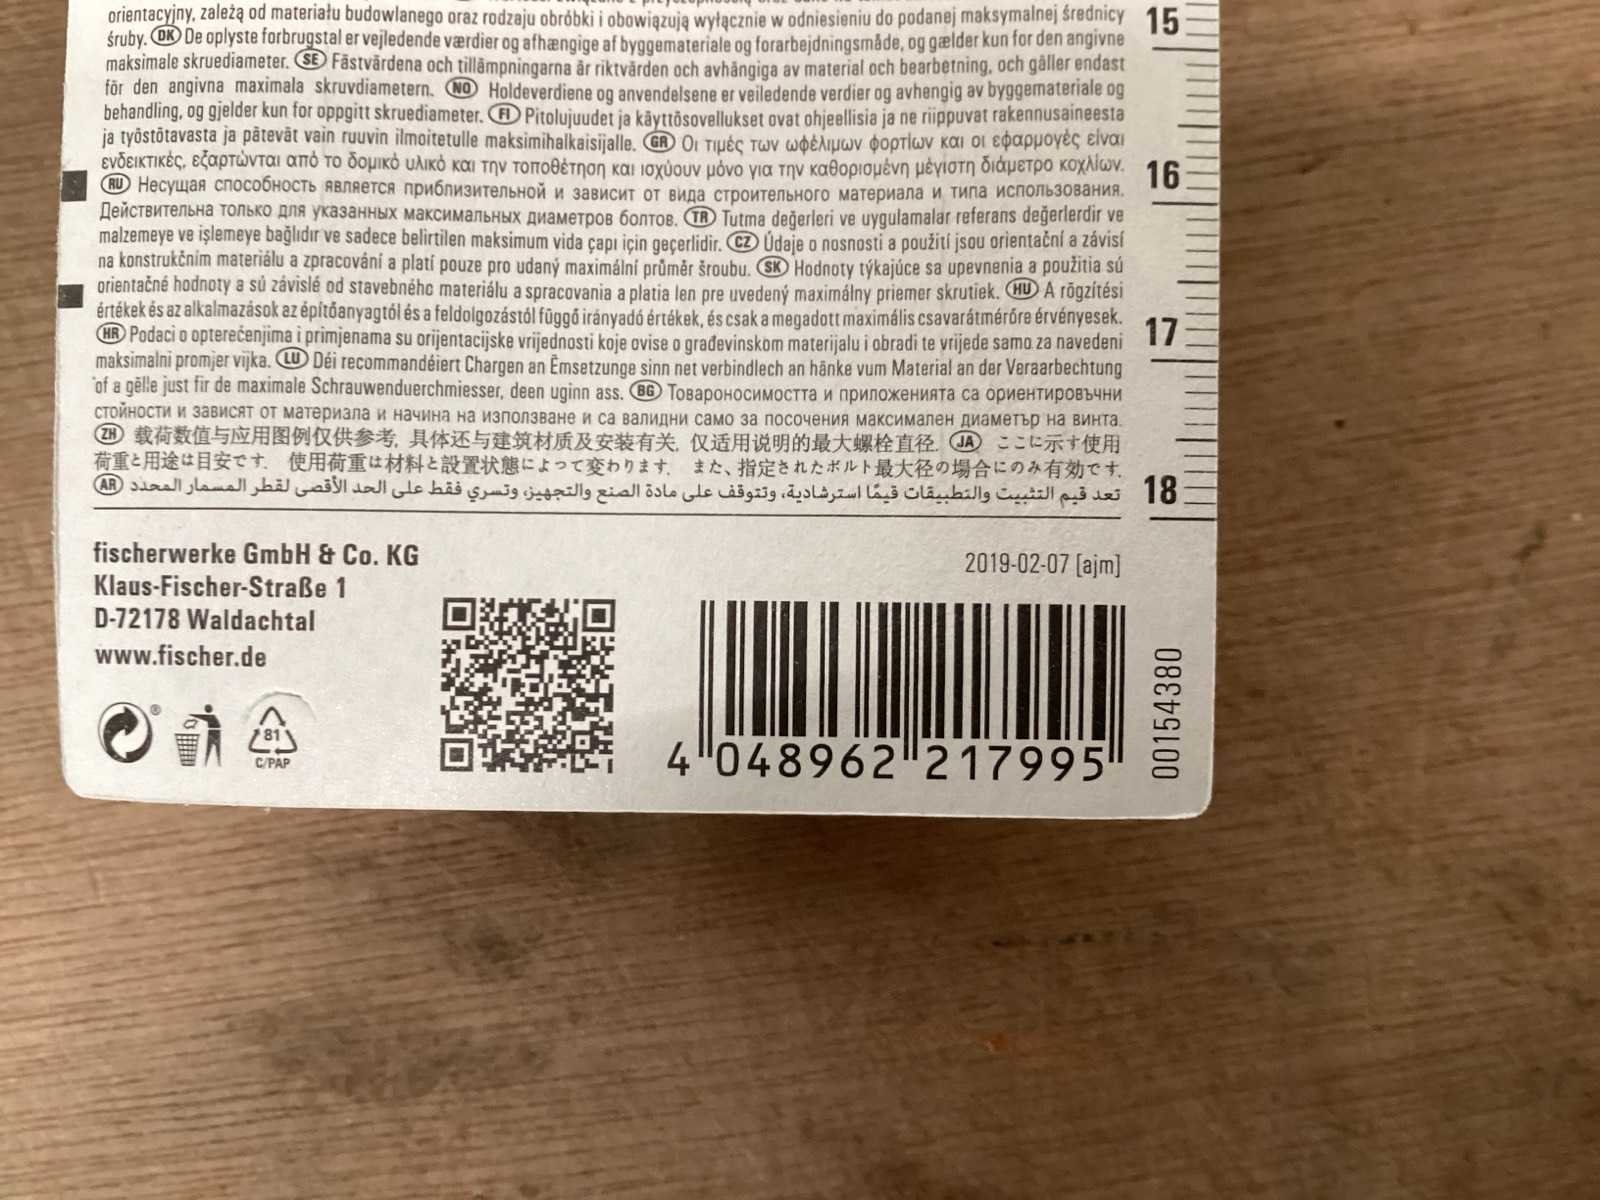 orientacyjny, zależą od materiału budowlanego oraz rodzaju obróbki i obowiązują wyłącznie w odniesieniu do podanej maksymalnej średnicy
śruby. DK De oplyste forbrugstal er vejledende værdier og afhængige af byggemateriale og forarbejdningsmåde, og gælder kun for den angivne
maksimale skruediameter. SE Fästvärdena och tillämpningarna är riktvärden och avhängiga av material och bearbetning, och gäller endast
för den angivna maximala skruvdiametern. NO Holdeverdiene og anvendelsene er veiledende verdier og avhengig av byggemateriale og
behandling, og gjelder kun for oppgitt skruediameter. FI Pitolujuudet ja käyttösovellukset ovat ohjeellisia ja ne riippuvat rakennusaineesta
ja työstötavasta ja pätevät vain ruuvin ilmoitetulle maksimihalkaisijalle. GR Οι τιμές των ωφέλιμων φορτίων και οι εφαρμογές είναι
ενδεικτικές, εξαρτώνται από το δομικό υλικό και την τοποθέτηση και ισχύουν μόνο για την καθορισμένη μέγιστη διάμετρο κοχλίων.
RU Несущая способность является приблизительной и зависит от вида строительного материала и типа использования.
Действительна только для указанных максимальных диаметров болтов. TR Tutma değerleri ve uygulamalar referans değerlerdir ve
malzemeye ve işlemeye bağlıdır ve sadece belirtilen maksimum vida çapı için geçerlidir. CZ Údaje o nosnosti a použití jsou orientační a závisí
na konstrukčním materiálu a zpracování a platí pouze pro udaný maximální průměr šroubu. SK Hodnoty týkajúce sa upevnenia a použitia sú
orientačné hodnoty a sú závislé od stavebného materiálu a spracovania a platia len pre uvedený maximálny priemer skrutiek. HU A rögzítési
értékek és az alkalmazások az építőanyagtól és a feldolgozástól függő irányadó értékek, és csak a megadott maximális csavarátmérőre érvényesek.
HR Podaci o opterećenjima i primjenama su orijentacijske vrijednosti koje ovise o građevinskom materijalu i obradi te vrijede samo za navedeni
maksimalni promjer vijka. LU Déi recommandéiert Chargen an Ëmsetzunge sinn net verbindlech an hänke vum Material an der Veraarbechtung
of a gëlle just fir de maximale Schrauwenduerchmiesser, deen uginn ass. BG Товароносимостта и приложенията са ориентировъчни
стойности и зависят от материала и начина на използване и са валидни само за посочения максимален диаметър на винта.
ZH 载荷数值与应用图例仅供参考, 具体还与建筑材质及安装有关, 仅适用说明的最大螺栓直径. JA ここに示す使用
荷重と用途は目安です. 使用荷重は材料と設置状態によって変わります. また、指定されたボルト最大径の場合にのみ有効です.
AR تعد قيم التثبيت والتطبيقات قيمًا استرشادية، وتتوقف على مادة الصنع والتجهيز، وتسري فقط على الحد الأقصى لقطر المسمار المحدد
15
16
17
18
fischerwerke GmbH & Co. KG
Klaus-Fischer-Straße 1
D-72178 Waldachtal
www.fischer.de
2019-02-07 [ajm]
®
81
C/PAP
4 048962 217995
00154380